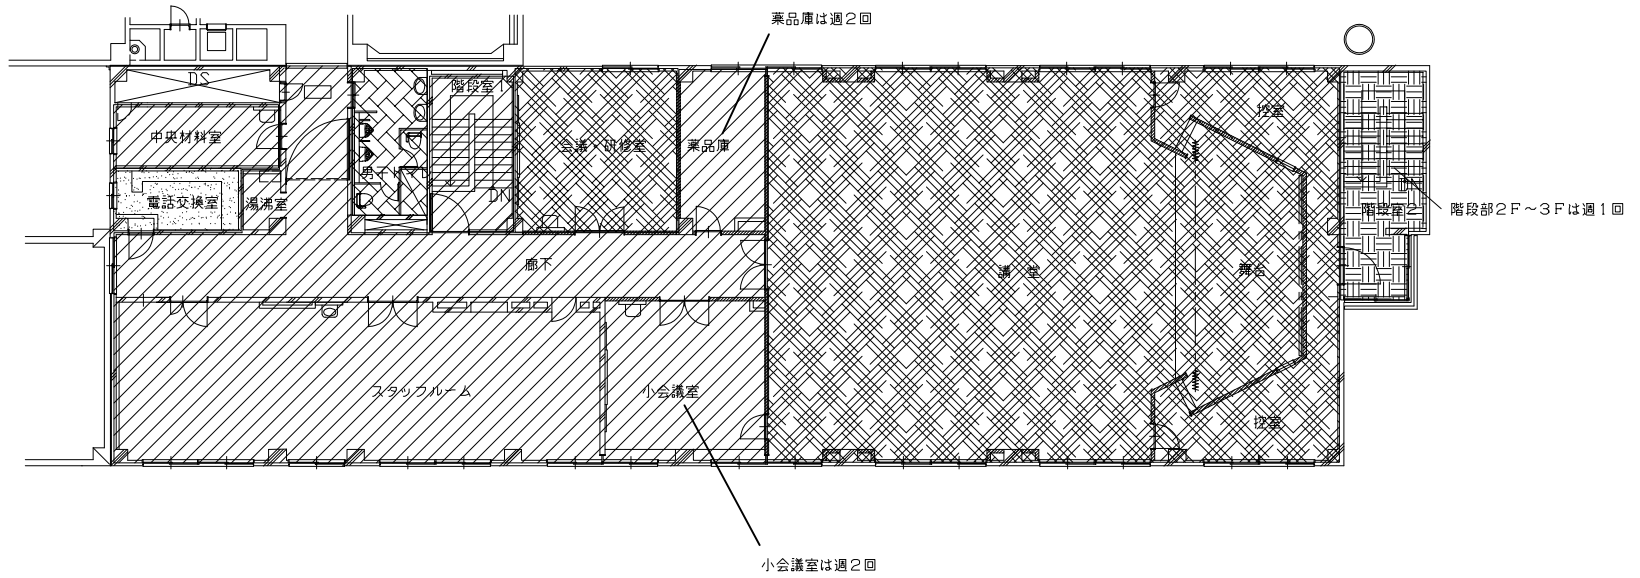 薬品庫は週２回
ＤＳ
階段室１
中央材料室
会議・研修室
薬品庫
控室
男子トイレ
電話交換室
湯沸室
ＤＮ
階段室２
階段部２Ｆ～３Ｆは週１回
廊下
講　堂
舞台
スタッフルーム
小会議室
控室
小会議室は週２回